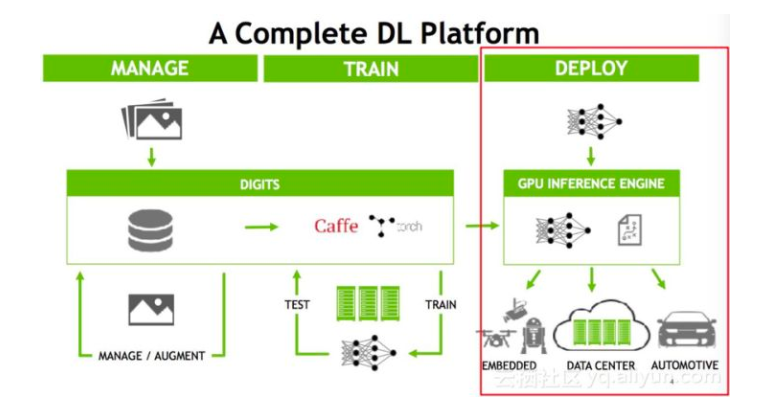 A Complete DL Platform
MANAGE
TRAIN
DEPLOY
DIGITS
GPU INFERENCE ENGINE
Caffe
torch
TEST
TRAIN
MANAGE / AUGMENT
EMBEDDED
DATA CENTER
AUTOMOTIVE
云栖社区 yq.aliyun.com
4